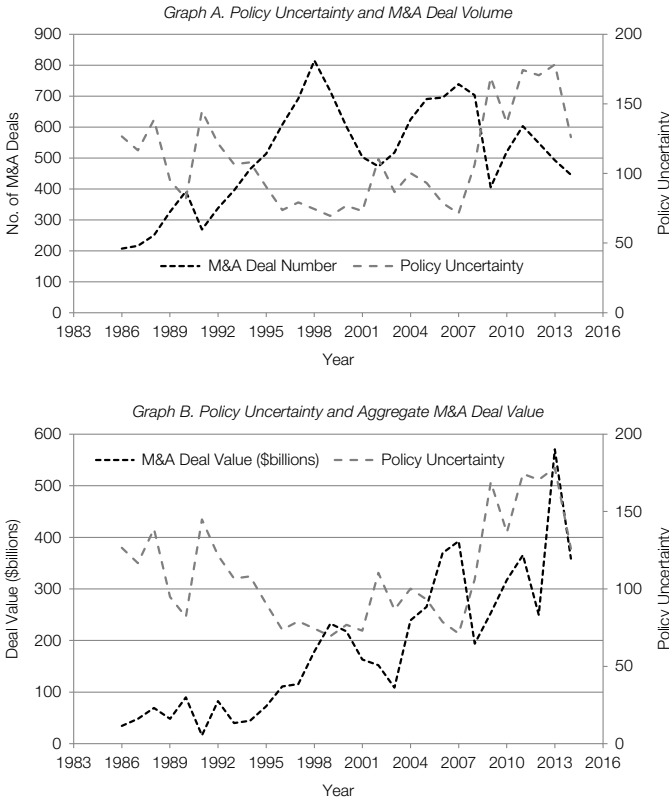 Graph A. Policy Uncertainty and M&A Deal Volume
900
800
700
600
500
400
300
200
100
0
No. of M&A Deals
200
150
100
50
0
Policy Uncertainty
M&A Deal Number Policy Uncertainty
1983 1986 1989 1992 1995 1998 2001 2004 2007 2010 2013 2016
Year
Graph B. Policy Uncertainty and Aggregate M&A Deal Value
600
500
400
300
200
100
0
Deal Value ($billions)
200
150
100
50
0
Policy Uncertainty
M&A Deal Value ($billions) Policy Uncertainty
1983 1986 1989 1992 1995 1998 2001 2004 2007 2010 2013 2016
Year